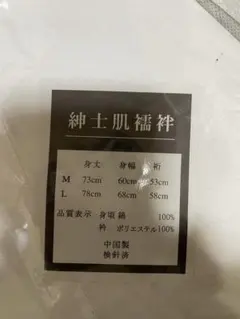 紳士肌襦袢
身丈 身幅 裄
M 73cm 60cm 53cm
L 78cm 68cm 58cm
品質表示 身頃 綿 100%
衿 ポリエステル100%
中国製
検針済